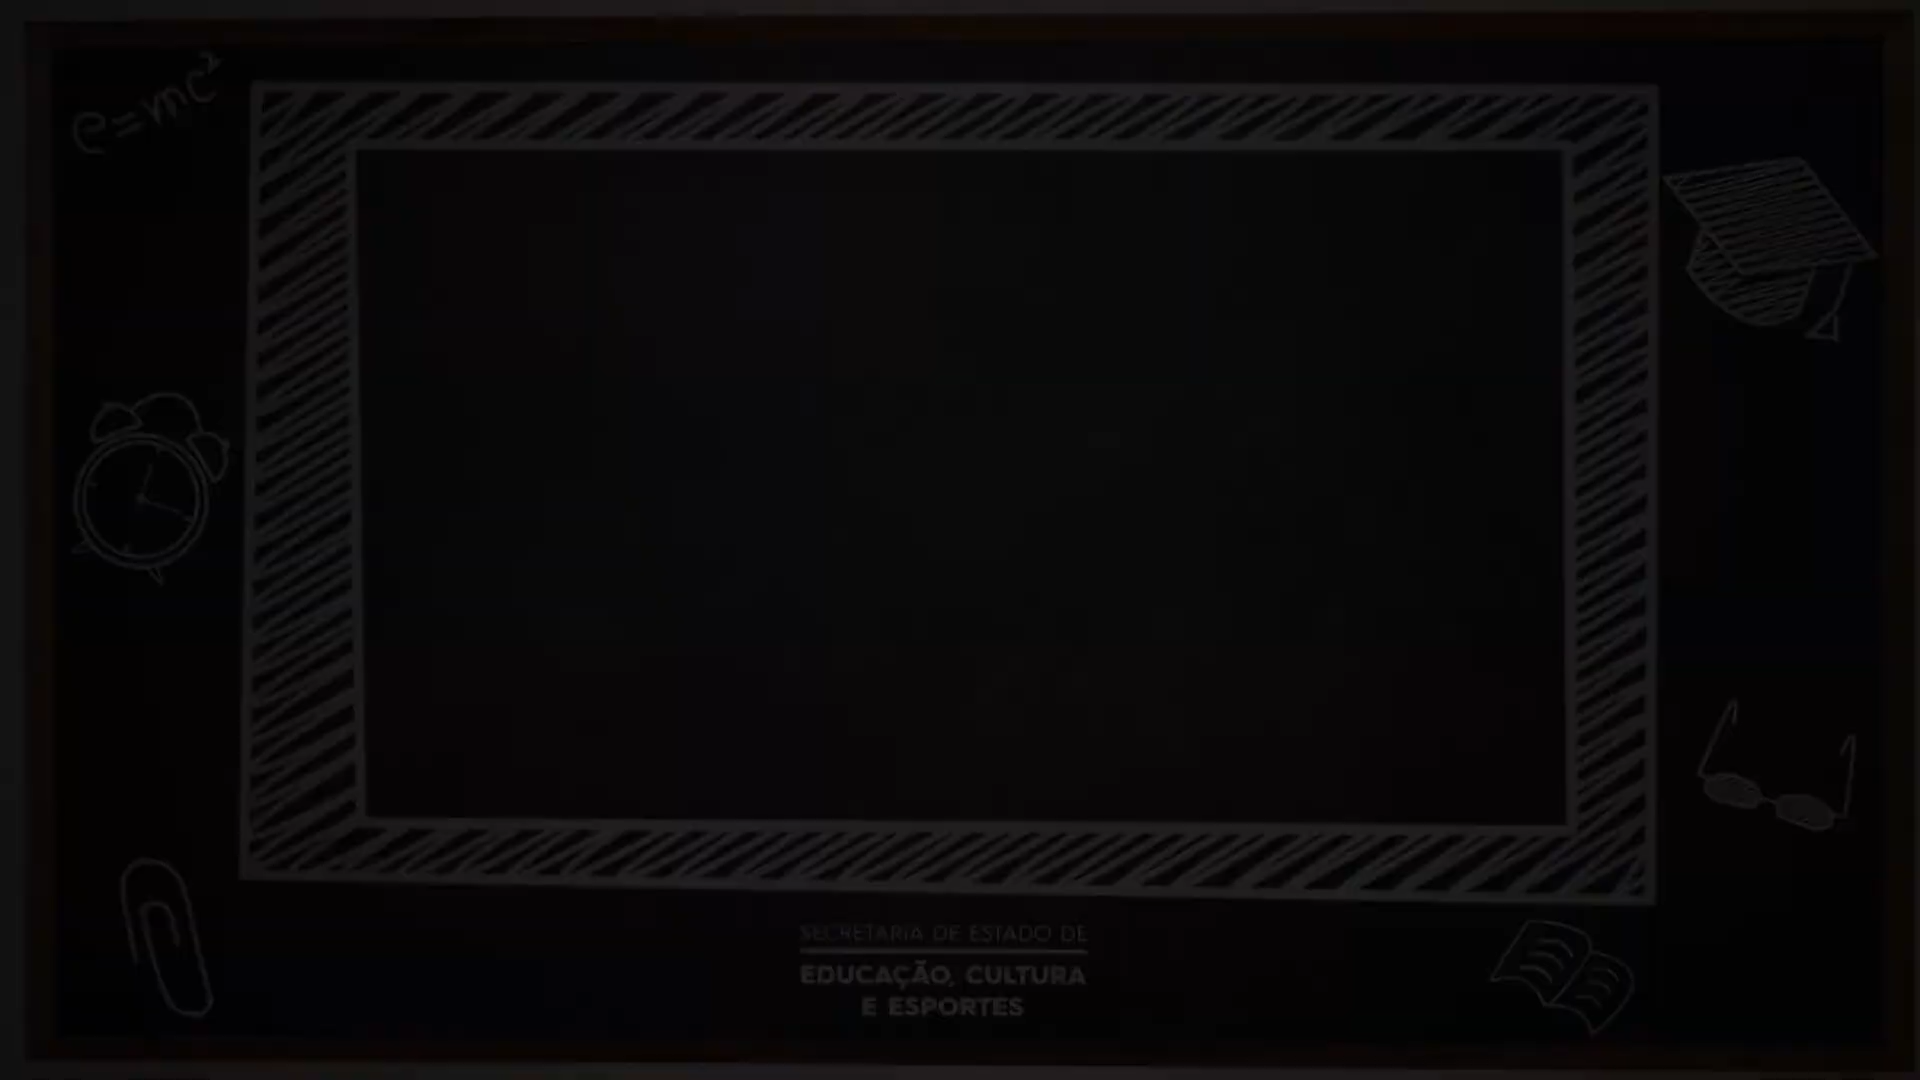 e=mc²
SECRETARIA DE ESTADO DE
EDUCAÇÃO, CULTURA
E ESPORTES